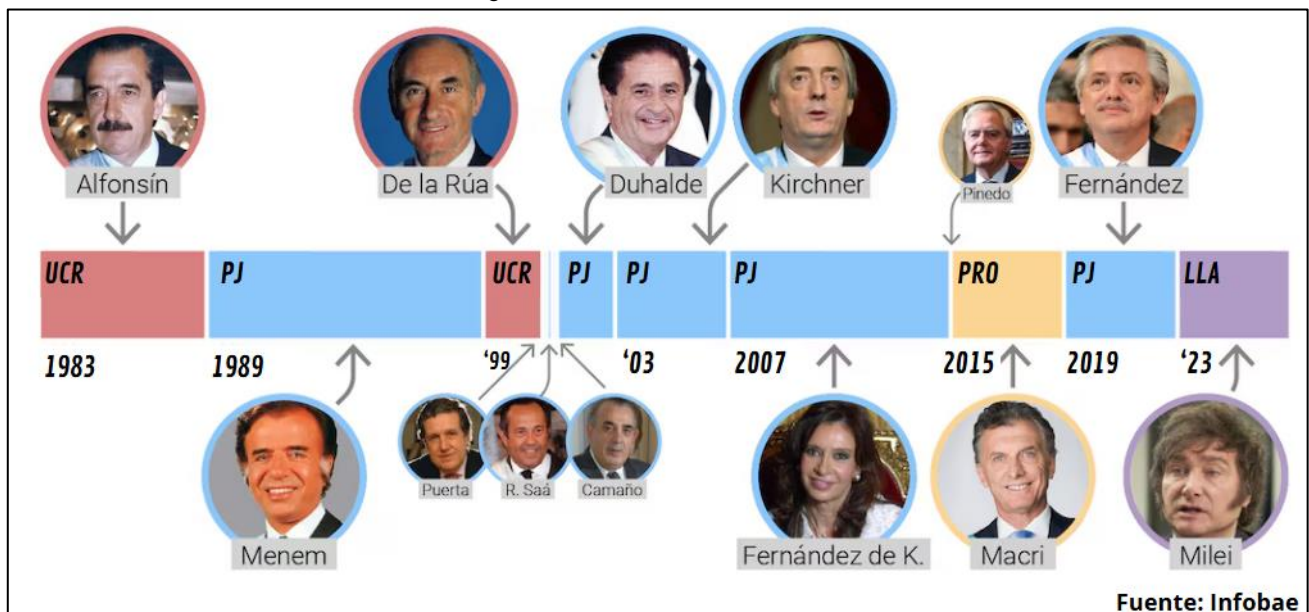 Alfonsín
De la Rúa
Duhalde
Kirchner
Pinedo
Fernández
UCR
PJ
UCR
PJ
PJ
PJ
PRO
PJ
LLA
1983
1989
‘99
‘03
2007
2015
2019
‘23
Puerta
R. Saá
Camaño
Menem
Fernández de K.
Macri
Milei
Fuente: Infobae